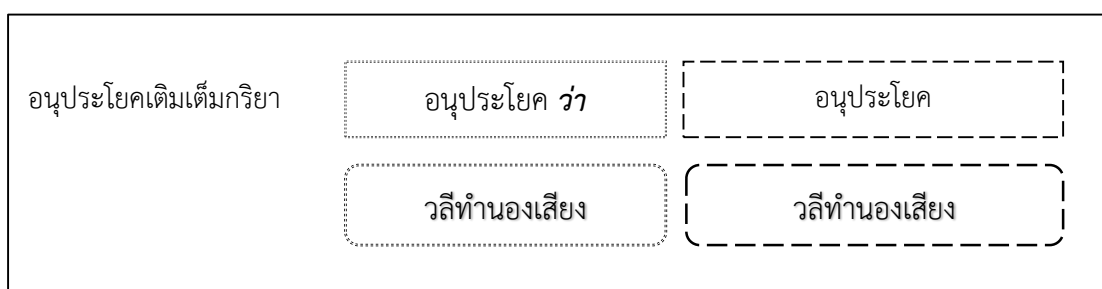 อนุประโยคเติมเต็มกริยา อนุประโยค ว่า อนุประโยค
วลีทำนองเสียง วลีทำนองเสียง